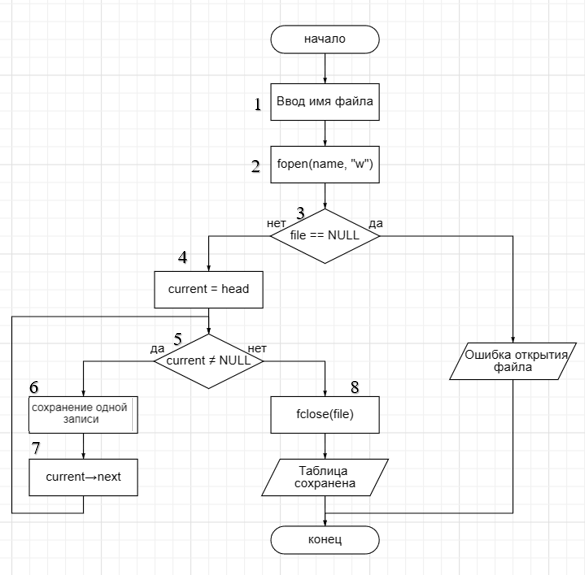 начало
1
Ввод имя файла
2
fopen(name, "w")
3
нет
да
file == NULL
4
current = head
5
да
нет
current ≠ NULL
Ошибка открытия
файла
6
сохранение одной
записи
8
fclose(file)
7
current→next
Таблица
сохранена
конец